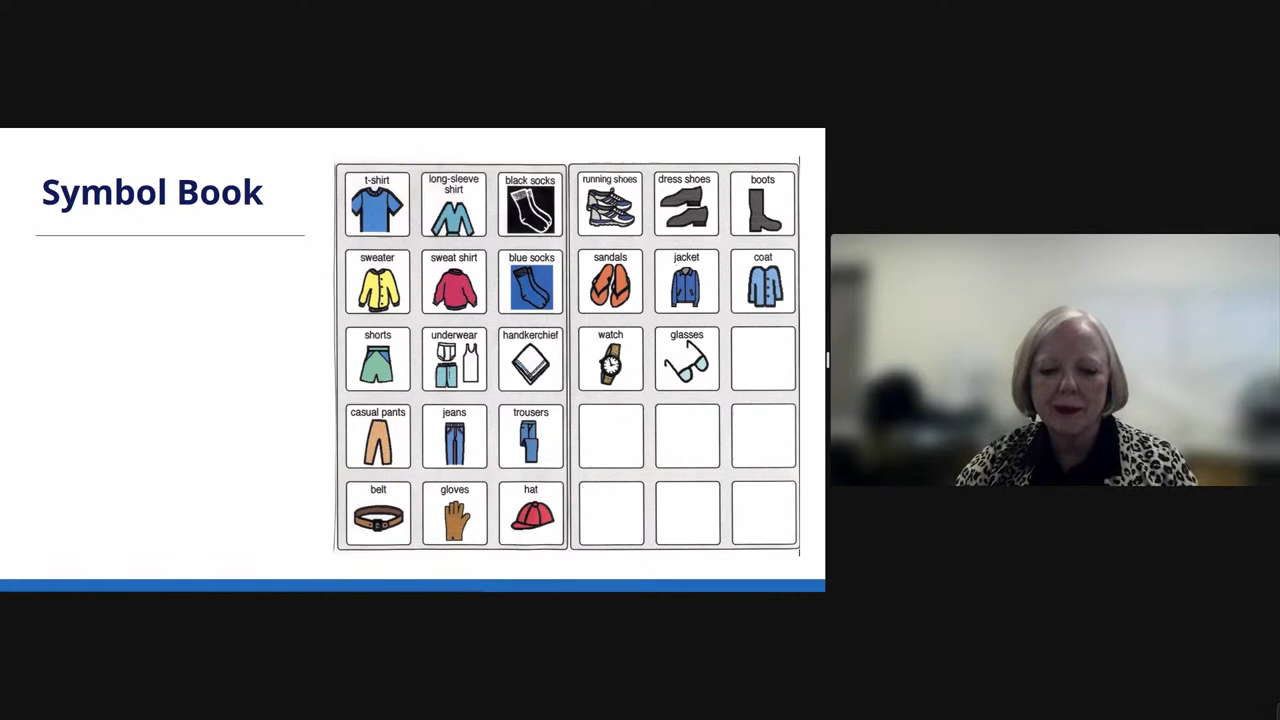 Symbol Book
t-shirt
long-sleeve
shirt
black socks
running shoes
dress shoes
boots
sweater
sweat shirt
blue socks
sandals
jacket
coat
shorts
underwear
handkerchief
watch
glasses
casual pants
jeans
trousers
belt
gloves
hat